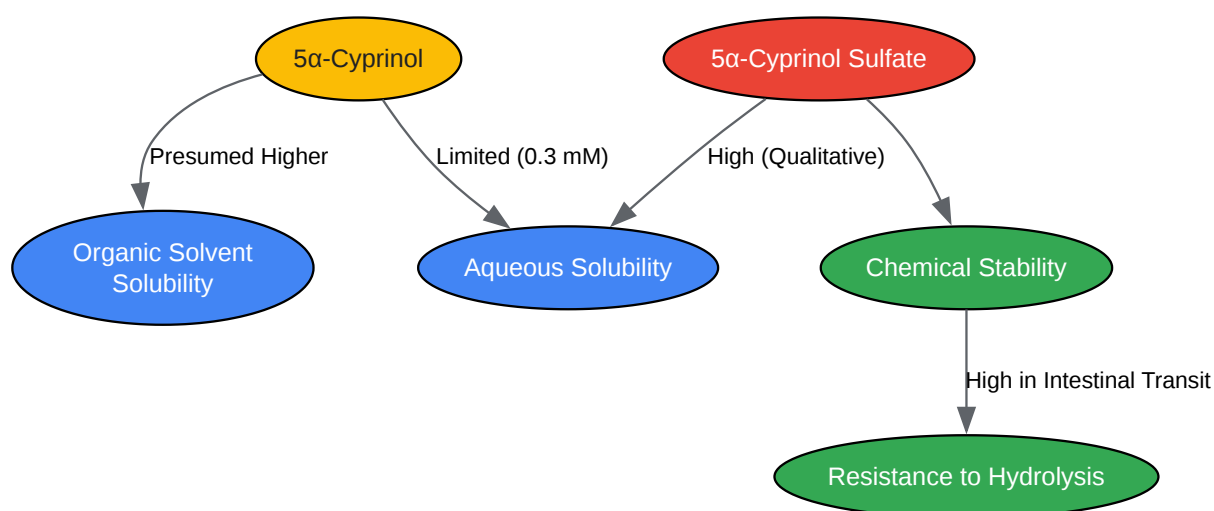 5α-Cyprinol
5α-Cyprinol Sulfate
Presumed Higher
Limited (0.3 mM)
High (Qualitative)
Organic Solvent
Solubility
Aqueous Solubility
Chemical Stability
High in Intestinal Transit
Resistance to Hydrolysis